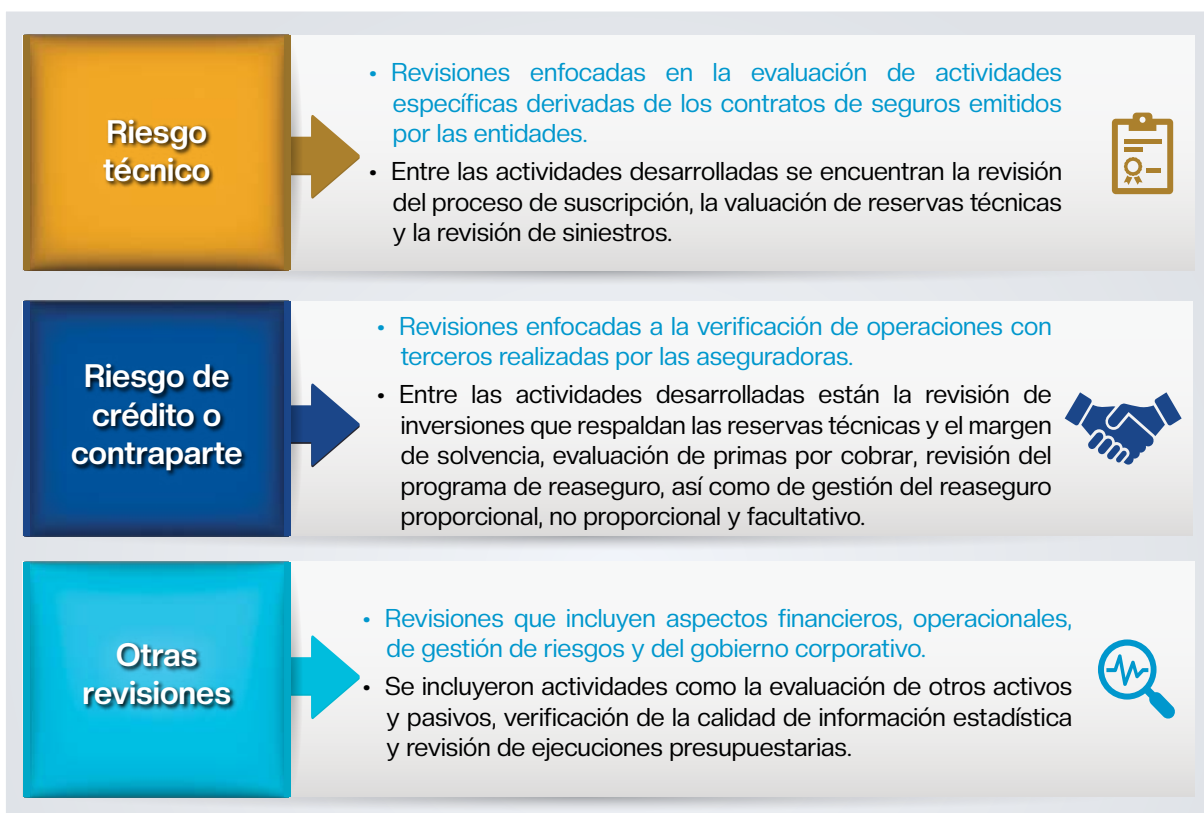 Riesgo
técnico
• Revisiones enfocadas en la evaluación de actividades
específicas derivadas de los contratos de seguros emitidos
por las entidades.
• Entre las actividades desarrolladas se encuentran la revisión
del proceso de suscripción, la valuación de reservas técnicas
y la revisión de siniestros.
Riesgo de
crédito o
contraparte
• Revisiones enfocadas a la verificación de operaciones con
terceros realizadas por las aseguradoras.
• Entre las actividades desarrolladas están la revisión de
inversiones que respaldan las reservas técnicas y el margen
de solvencia, evaluación de primas por cobrar, revisión del
programa de reaseguro, así como de gestión del reaseguro
proporcional, no proporcional y facultativo.
Otras
revisiones
• Revisiones que incluyen aspectos financieros, operacionales,
de gestión de riesgos y del gobierno corporativo.
• Se incluyeron actividades como la evaluación de otros activos
y pasivos, verificación de la calidad de información estadística
y revisión de ejecuciones presupuestarias.